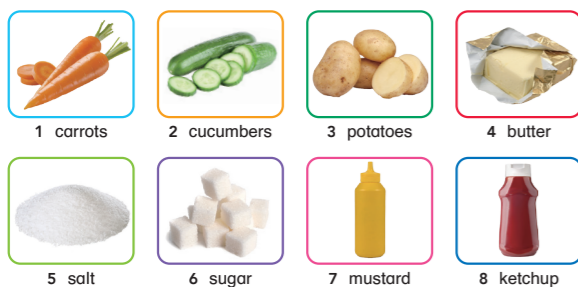 1 carrots
2 cucumbers
3 potatoes
4 butter
5 salt
6 sugar
7 mustard
8 ketchup